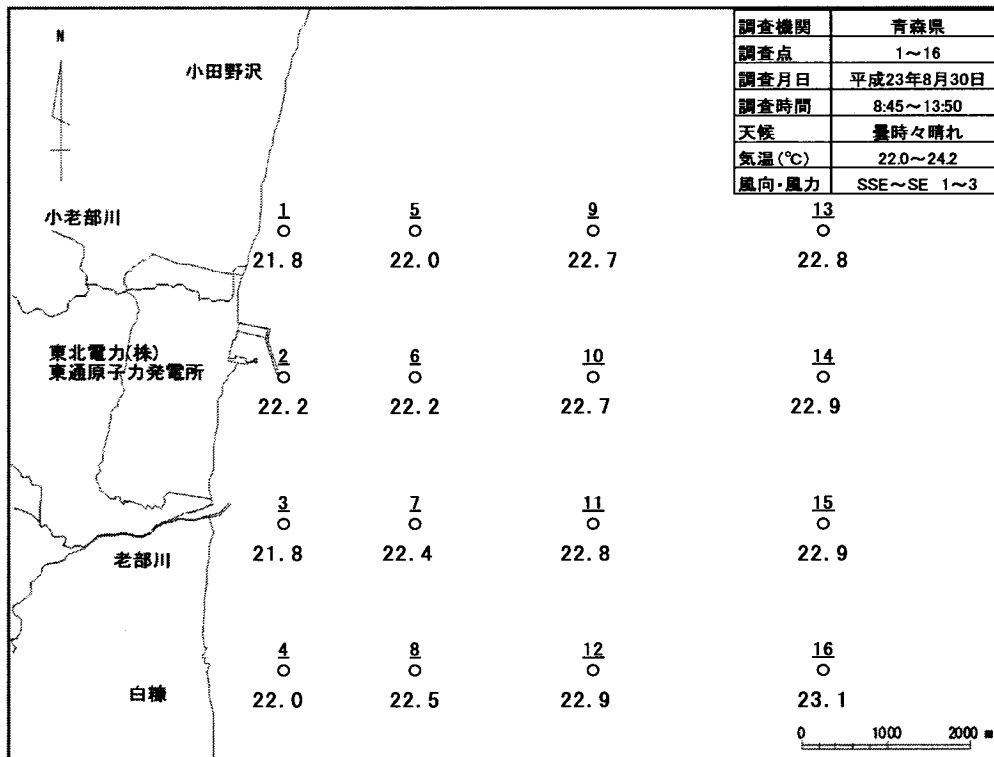 調査機関 青森県
調査点 1～16
調査月日 平成23年8月30日
調査時間 8:45～13:50
天候 曇時々晴れ
気温(℃) 22.0～24.2
風向・風力 SSE～SE 1～3
N
小田野沢
小老部川
1 5 9 13
21.8 22.0 22.7 22.8
東北電力(株)
東通原子力発電所
2 6 10 14
22.2 22.2 22.7 22.9
3 7 11 15
21.8 22.4 22.8 22.9
老部川
4 8 12 16
22.0 22.5 22.9 23.1
白糠
0 1000 2000 m